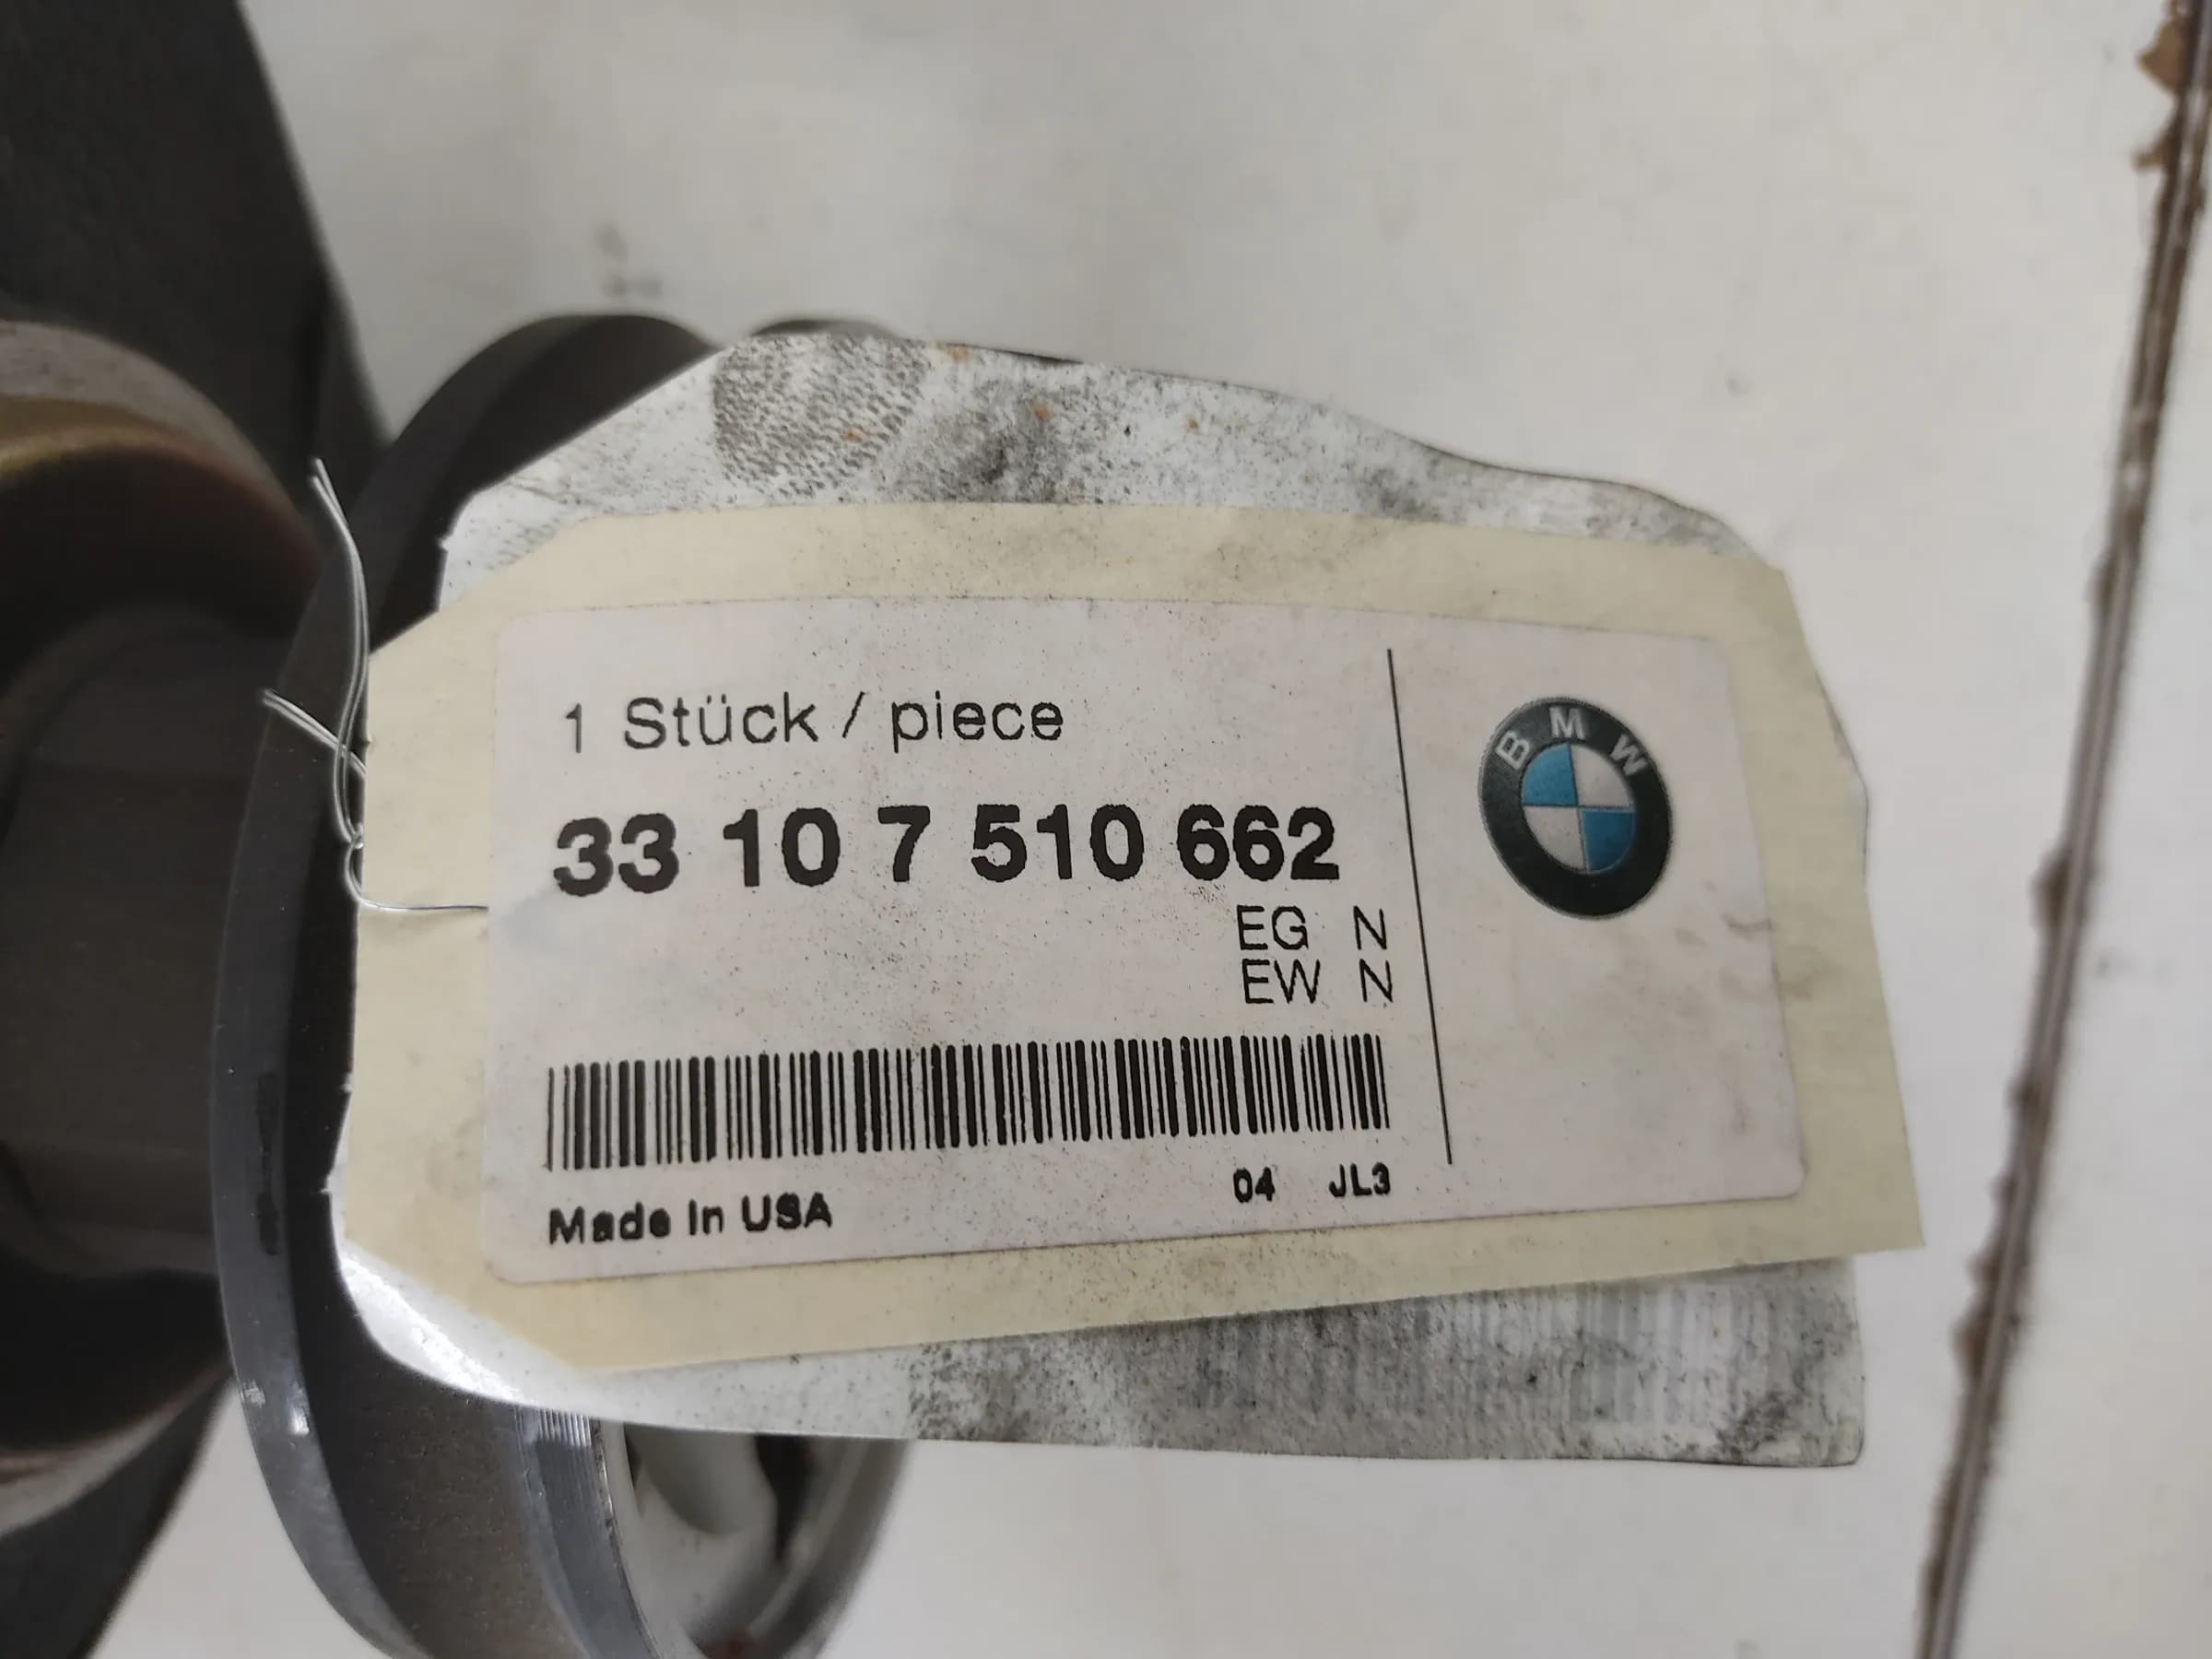 1 Stück / piece
33 10 7 510 662
EG N
EW N
04 JL3
Made In USA
BMW